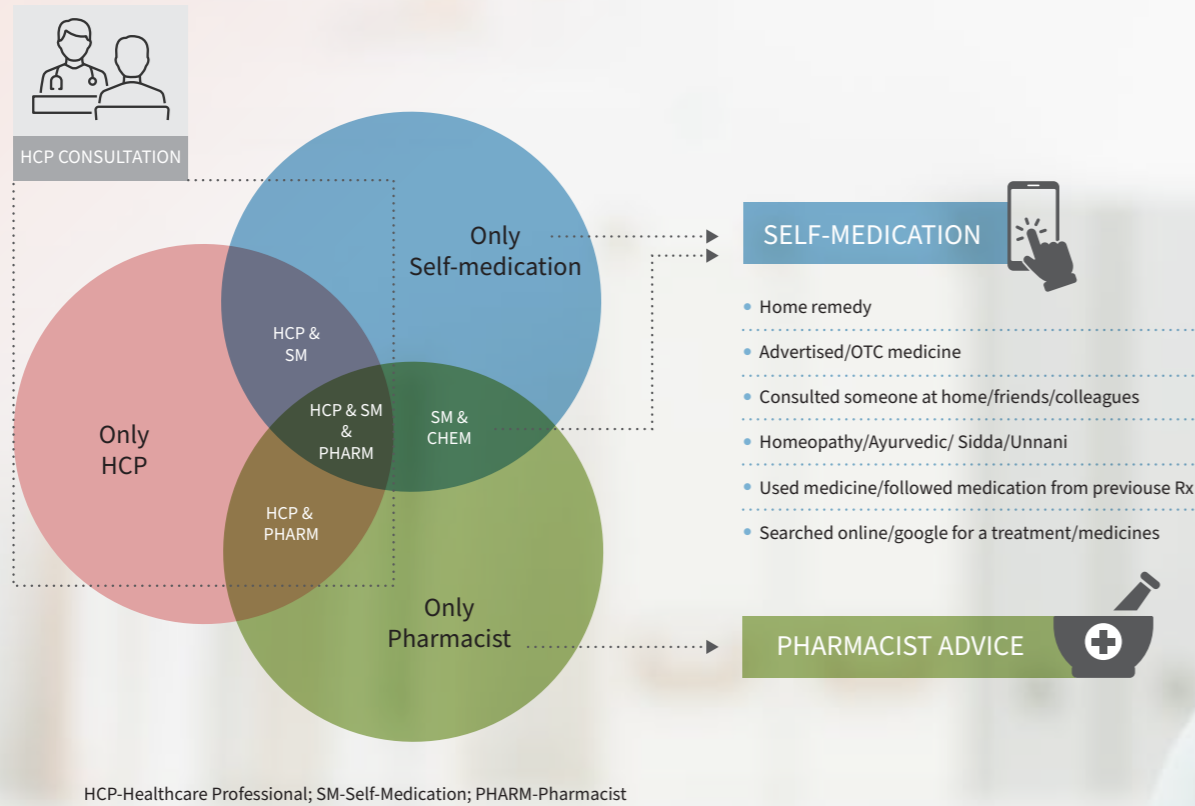 HCP CONSULTATION
Only
Self-medication
HCP &
SM
HCP & SM
&
PHARM
SM &
CHEM
Only
HCP
HCP &
PHARM
Only
Pharmacist
SELF-MEDICATION
• Home remedy
• Advertised/OTC medicine
• Consulted someone at home/friends/colleagues
• Homeopathy/Ayurvedic/ Sidda/Unnani
• Used medicine/followed medication from previouse Rx
• Searched online/google for a treatment/medicines
PHARMACIST ADVICE
HCP-Healthcare Professional; SM-Self-Medication; PHARM-Pharmacist